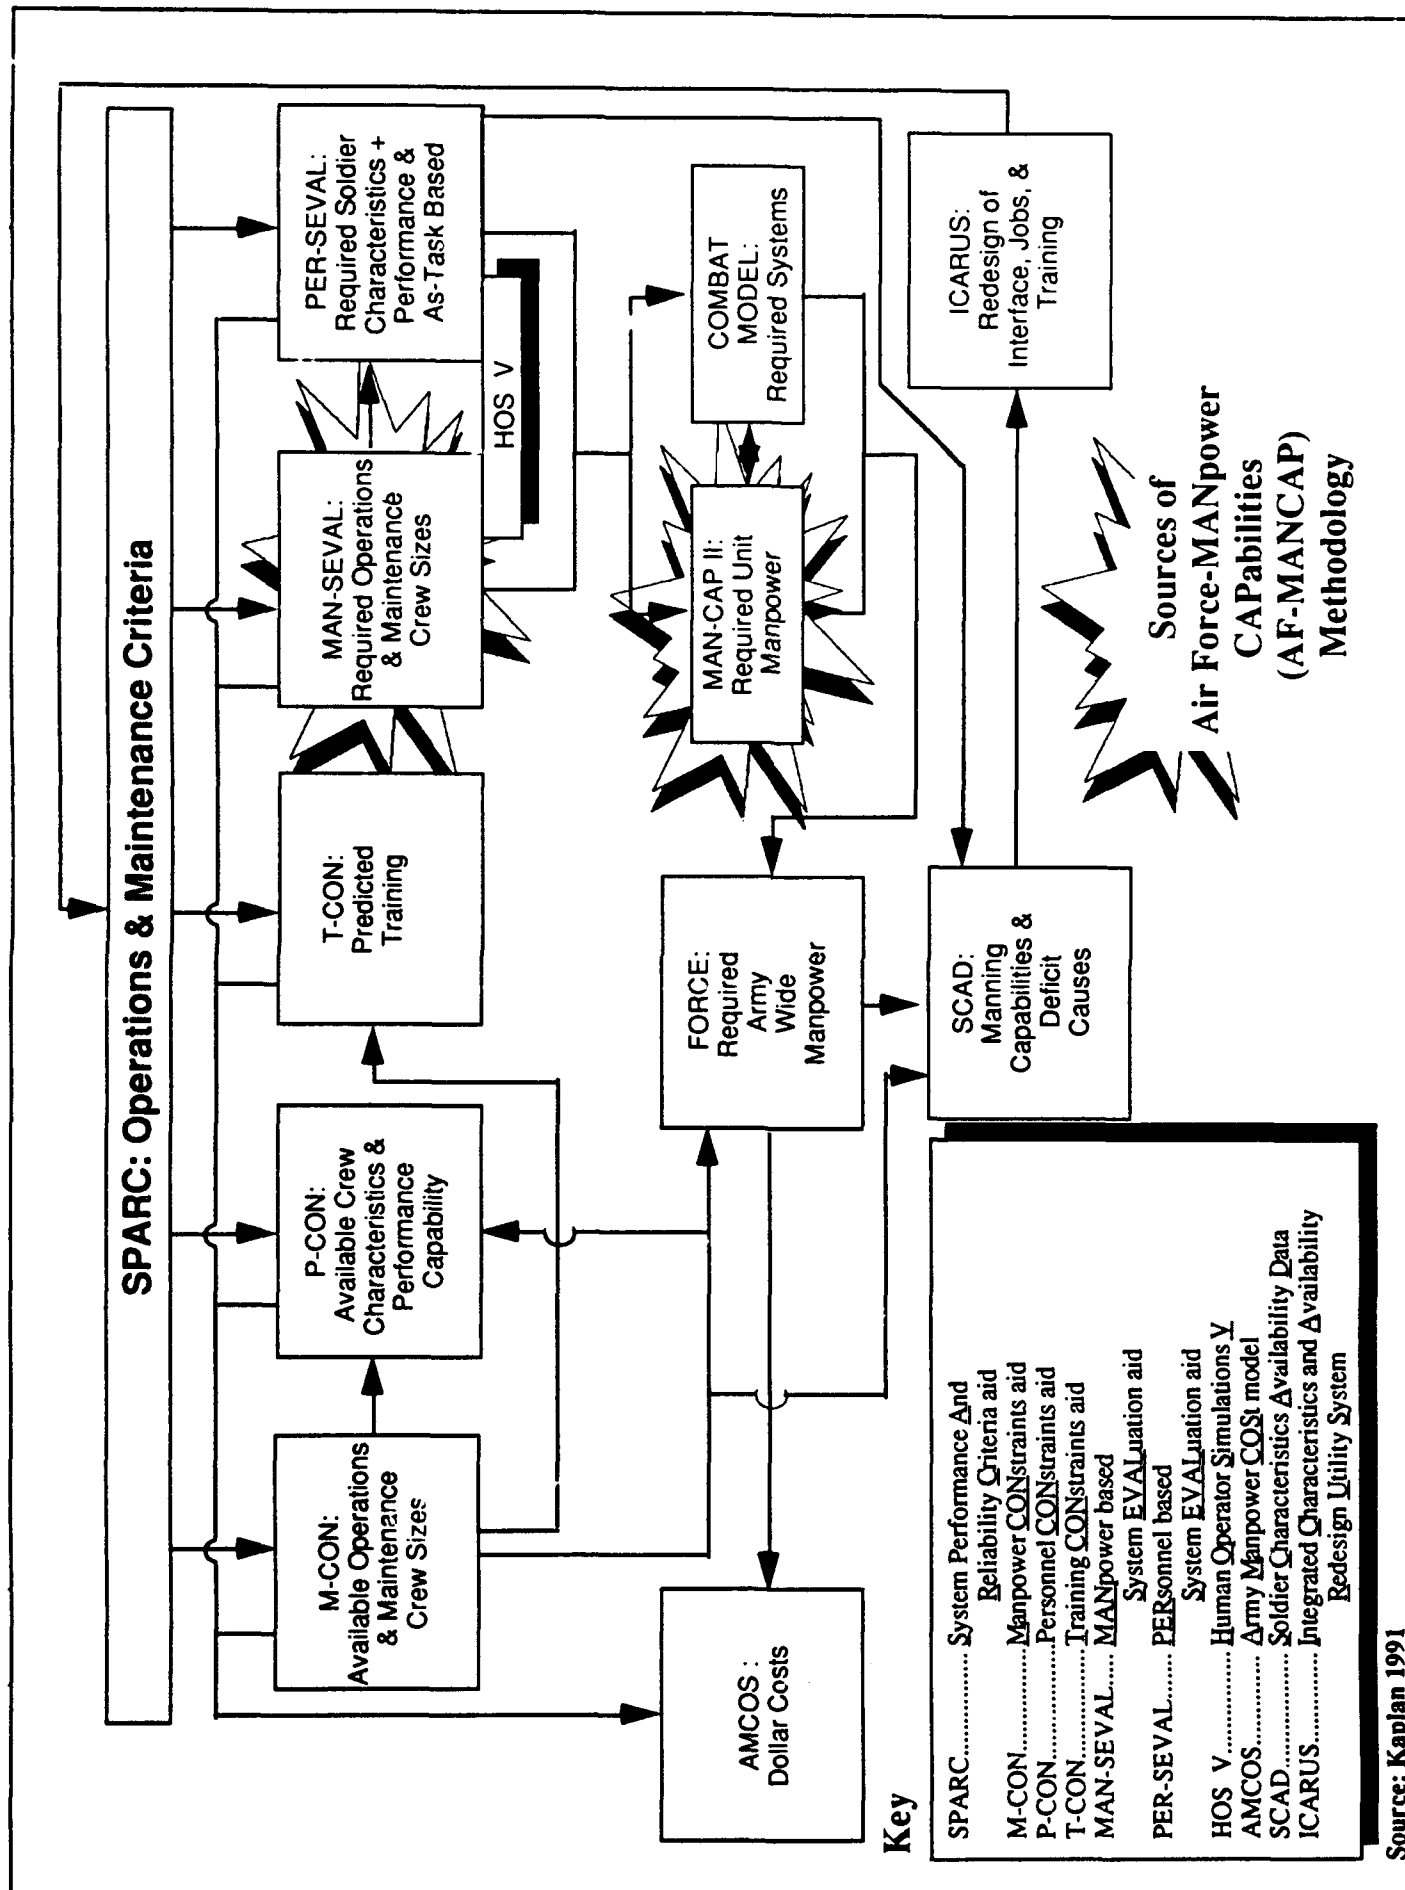 SPARC: Operations & Maintenance Criteria
M-CON:
Available Operations
& Maintenance
Crew Sizes
P-CON:
Available Crew
Characteristics &
Performance
Capability
T-CON:
Predicted
Training
MAN-SEVAL:
Required Operations
& Maintenance
Crew Sizes
PER-SEVAL:
Required Soldier
Characteristics +
Performance &
As-Task Based
HOS V
AMCOS :
Dollar Costs
FORCE:
Required
Army
Wide
Manpower
MAN-CAP II:
Required Unit
Manpower
COMBAT
MODEL:
Required Systems
SCAD:
Manning
Capabilities &
Deficit
Causes
ICARUS:
Redesign of
Interface, Jobs, &
Training
Sources of
Air Force-MANpower
CAPabilities
(AF-MANCAP)
Methodology
Key
SPARC............. System Performance And
Reliability Criteria aid
M-CON..............Manpower CONstraints aid
P-CON...............Personnel CONstraints aid
T-CON...............Training CONstraints aid
MAN-SEVAL.... MANpower based
System EVALuation aid
PER-SEVAL...... PERsonnel based
System EVALuation aid
HOS V..............Human Operator Simulations V
AMCOS............Army Manpower COSt model
SCAD................Soldier Characteristics Availability Data
ICARUS............Integrated Characteristics and Availability
Redesign Utility System
Source: Kaplan 1991